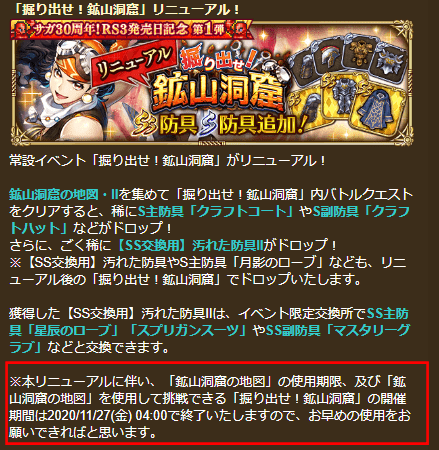 「掘り出せ！鉱山洞窟」リニューアル！
サガ30周年!RS3発売日記念 第1弾
リニューアル
掘り出せ！
鉱山洞窟
SS防具 S防具追加！
常設イベント「掘り出せ！鉱山洞窟」がリニューアル！
鉱山洞窟の地図・IIを集めて「掘り出せ！鉱山洞窟」内バトルクエスト
をクリアすると、稀にS主防具「クラフトコート」やS副防具「クラフ
トハット」などがドロップ！
さらに、ごく稀に【SS交換用】汚れた防具IIがドロップ！
※【SS交換用】汚れた防具やS主防具「月影のローブ」なども、リニ
ューアル後の「掘り出せ！鉱山洞窟」でドロップいたします。
獲得した【SS交換用】汚れた防具IIは、イベント限定交換所でSS主防
具「星辰のローブ」「スプリガンスーツ」やSS副防具「マスタリーグ
ラブ」などと交換できます。
※本リニューアルに伴い、「鉱山洞窟の地図」の使用期限、及び「鉱
山洞窟の地図」を使用して挑戦できる「掘り出せ！鉱山洞窟」の開催
期間は2020/11/27(金) 04:00で終了いたしますので、お早めの使用をお
願いできればと思います。